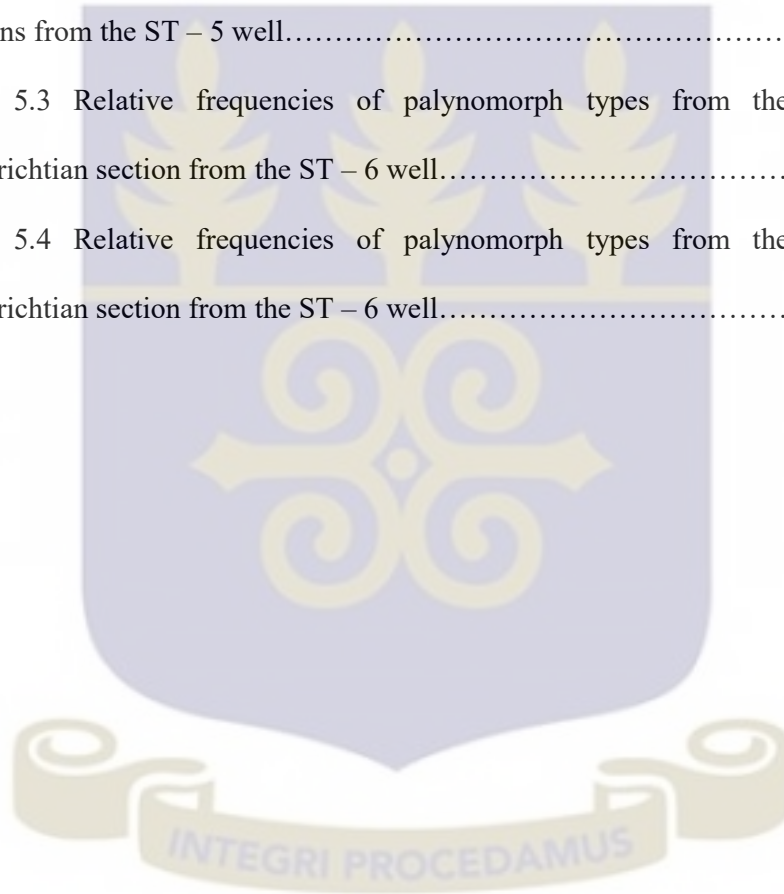 ns from the ST – 5 well……………………………………………
5.3 Relative frequencies of palynomorph types from the
richtian section from the ST – 6 well……………………………
5.4 Relative frequencies of palynomorph types from the
richtian section from the ST – 6 well……………………………
INTEGRI PROCEDAMUS